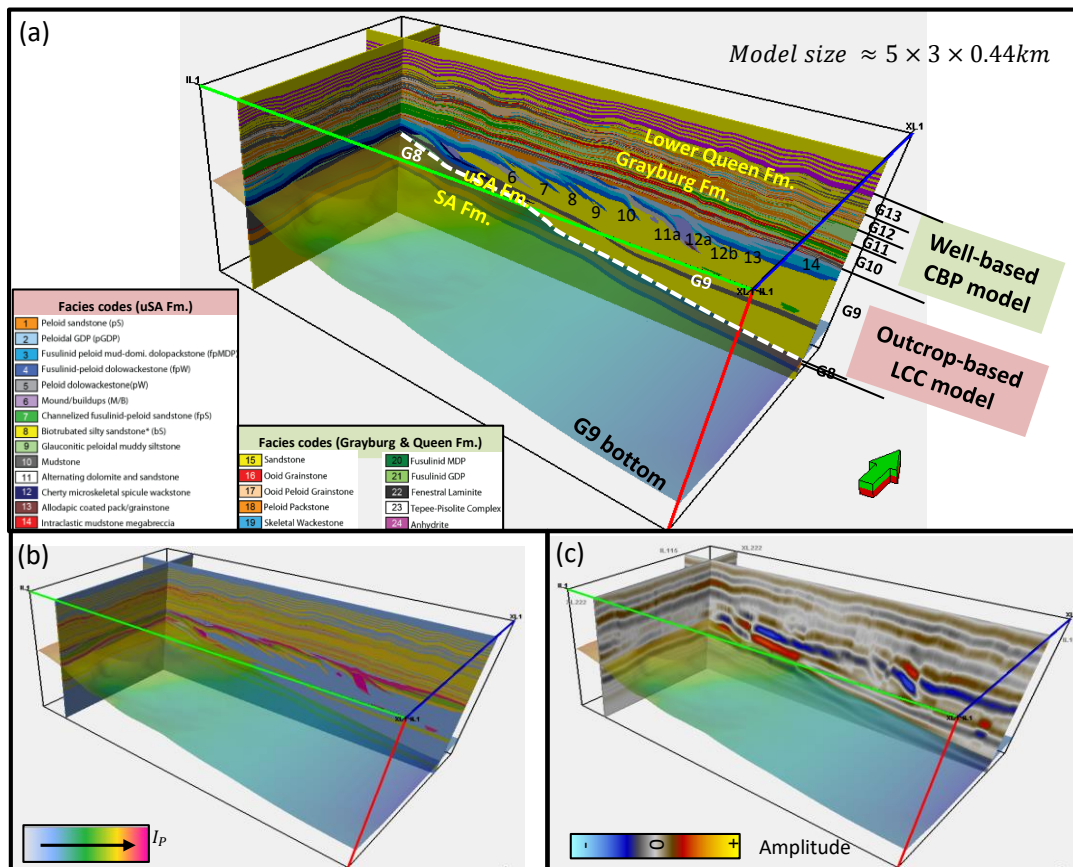 (a)
Model size ≈ 5 × 3 × 0.44km
IL1
XL1
Lower Queen Fm.
Grayburg Fm.
G8
uSA Fm.
SA Fm.
6
7
8
9
10
11a
12a
12b
13
14
G9
G13
G12
G11
G10
G9
G8
Well-based
CBP model
Outcrop-based
LCC model
G9 bottom
Facies codes (uSA Fm.)
1 Peloid sandstone (pS)
2 Peloidal GDP (pGDP)
3 Fusulinid peloid mud-domi. dolopackstone (fpMDP)
4 Fusulinid-peloid dolowackestone (fpW)
5 Peloid dolowackestone(pW)
6 Mound/buildups (M/B)
7 Channelized fusulinid-peloid sandstone (fpS)
8 Biotrubated silty sandstone* (bS)
9 Glauconitic peloidal muddy siltstone
10 Mudstone
11 Alternating dolomite and sandstone
12 Cherty microskeletal spicule wackstone
13 Allodapic coated pack/grainstone
14 Intraclastic mudstone megabreccia
Facies codes (Grayburg & Queen Fm.)
15 Sandstone
16 Ooid Grainstone
17 Ooid Peloid Grainstone
18 Peloid Packstone
19 Skeletal Wackestone
20 Fusulinid MDP
21 Fusulinid GDP
22 Fenestral Laminite
23 Tepee-Pisolite Complex
24 Anhydrite
(b)
IL1
XL1
I_P
(c)
IL115
XL222
IL1
XL222
XL1
− 0 +
Amplitude